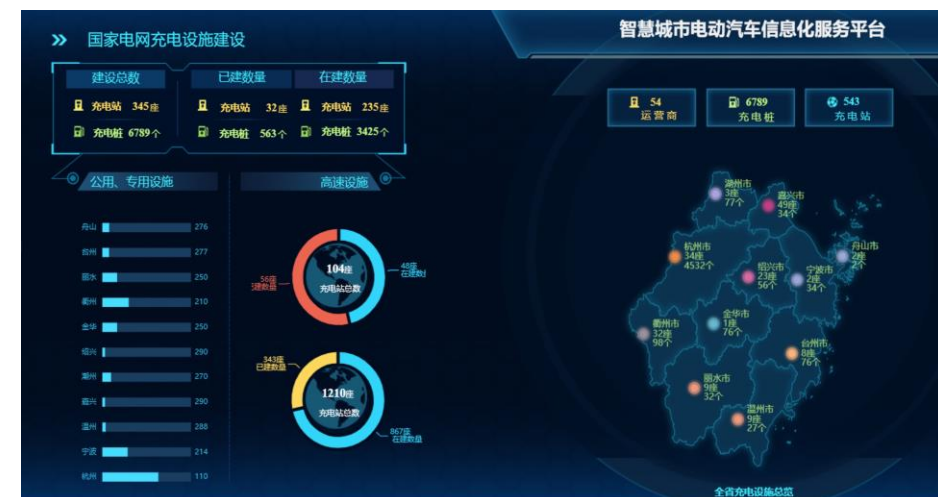 国家电网充电设施建设
智慧城市电动汽车信息化服务平台
建设总数 已建数量 在建数量
充电站 345座 充电站 32座 充电站 235座
充电桩 6789个 充电桩 563个 充电桩 3425个
54
运营商
6789
充电桩
543
充电站
公用、专用设施
高速设施
舟山 276
台州 277
丽水 250
衢州 210
金华 250
绍兴 290
湖州 270
嘉兴 290
温州 288
宁波 214
杭州 110
104座
充电站总数
56座
已建数量
48座
在建数
1210座
充电站总数
343座
已建数量
867座
在建数量
湖州市
3座
77个
嘉兴市
49座
34个
杭州市
34座
4532个
绍兴市
23座
56个
宁波市
2座
34个
舟山市
2座
2个
金华市
1座
76个
衢州市
32座
98个
台州市
8座
76个
丽水市
9座
32个
温州市
9座
27个
全省充电设施总览